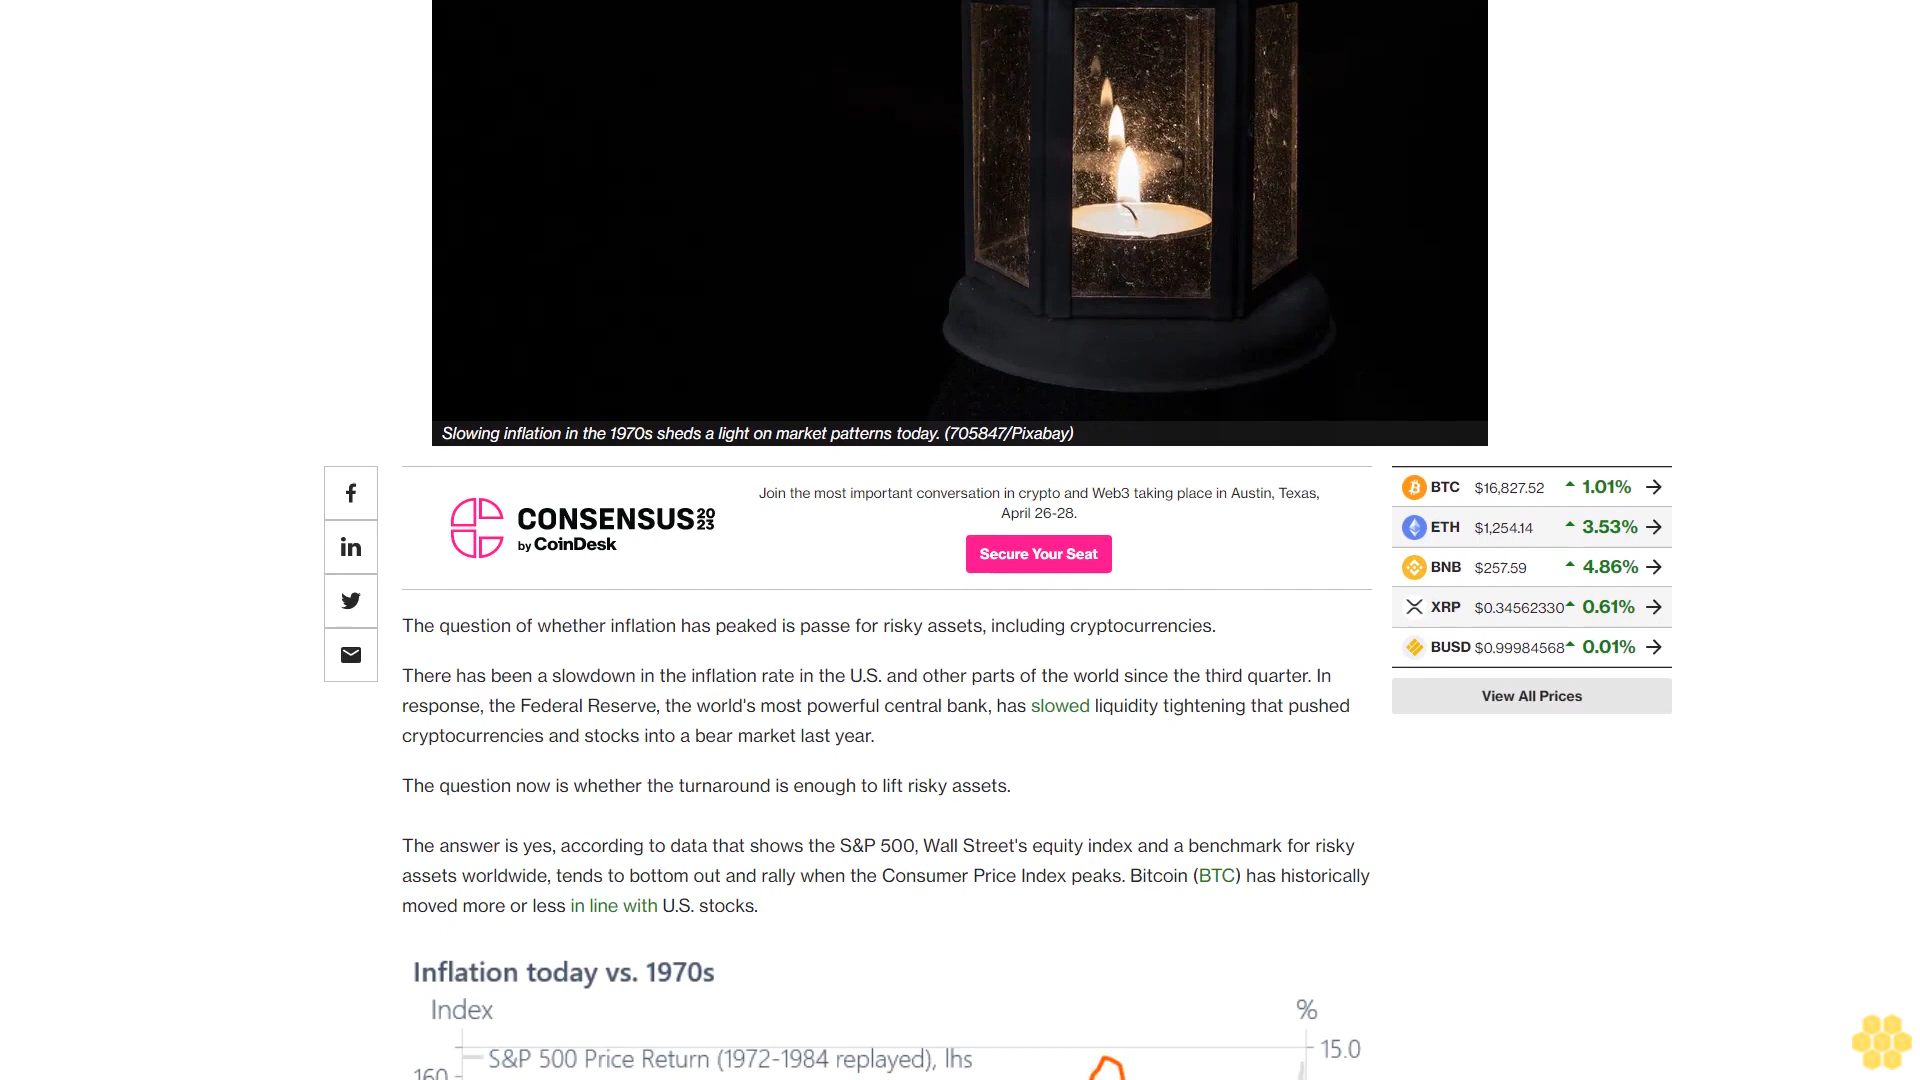 Slowing inflation in the 1970s sheds a light on market patterns today. (705847/Pixabay)
CONSENSUS 20 23
by CoinDesk
Join the most important conversation in crypto and Web3 taking place in Austin, Texas,
April 26-28.
Secure Your Seat
The question of whether inflation has peaked is passe for risky assets, including cryptocurrencies.
There has been a slowdown in the inflation rate in the U.S. and other parts of the world since the third quarter. In
response, the Federal Reserve, the world's most powerful central bank, has slowed liquidity tightening that pushed
cryptocurrencies and stocks into a bear market last year.
The question now is whether the turnaround is enough to lift risky assets.
The answer is yes, according to data that shows the S&P 500, Wall Street's equity index and a benchmark for risky
assets worldwide, tends to bottom out and rally when the Consumer Price Index peaks. Bitcoin (BTC) has historically
moved more or less in line with U.S. stocks.
Inflation today vs. 1970s
Index %
S&P 500 Price Return (1972-1984 replayed), lhs
15.0
160
BTC $16,827.52 1.01%
ETH $1,254.14 3.53%
BNB $257.59 4.86%
XRP $0.34562330 0.61%
BUSD $0.99984568 0.01%
View All Prices